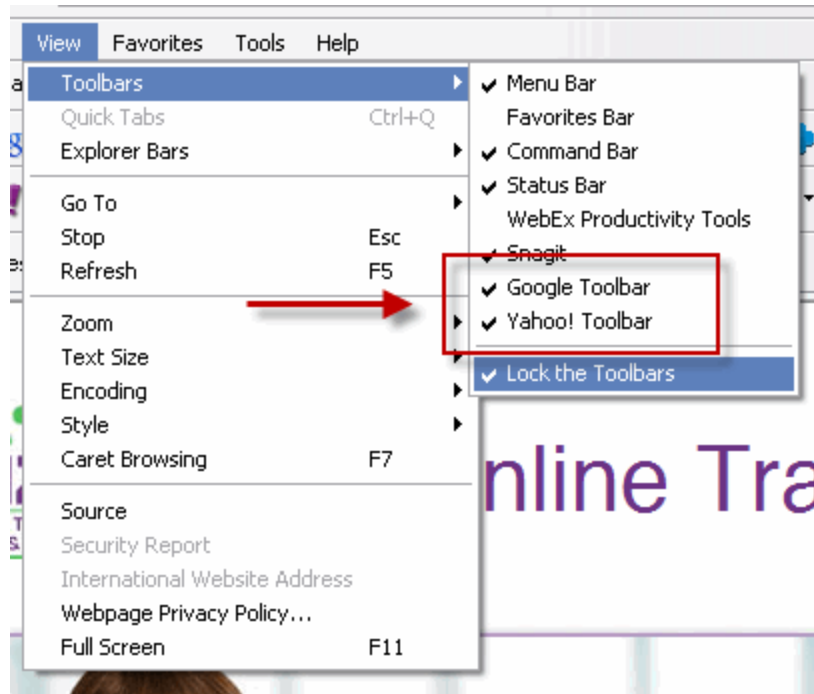 View Favorites Tools Help
Toolbars
Quick Tabs Ctrl+Q
Explorer Bars
Go To
Stop Esc
Refresh F5
Zoom
Text Size
Encoding
Style
Caret Browsing F7
Source
Security Report
International Website Address
Webpage Privacy Policy...
Full Screen F11
Menu Bar
Favorites Bar
Command Bar
Status Bar
WebEx Productivity Tools
Snagit
Google Toolbar
Yahoo! Toolbar
Lock the Toolbars
nline Tra